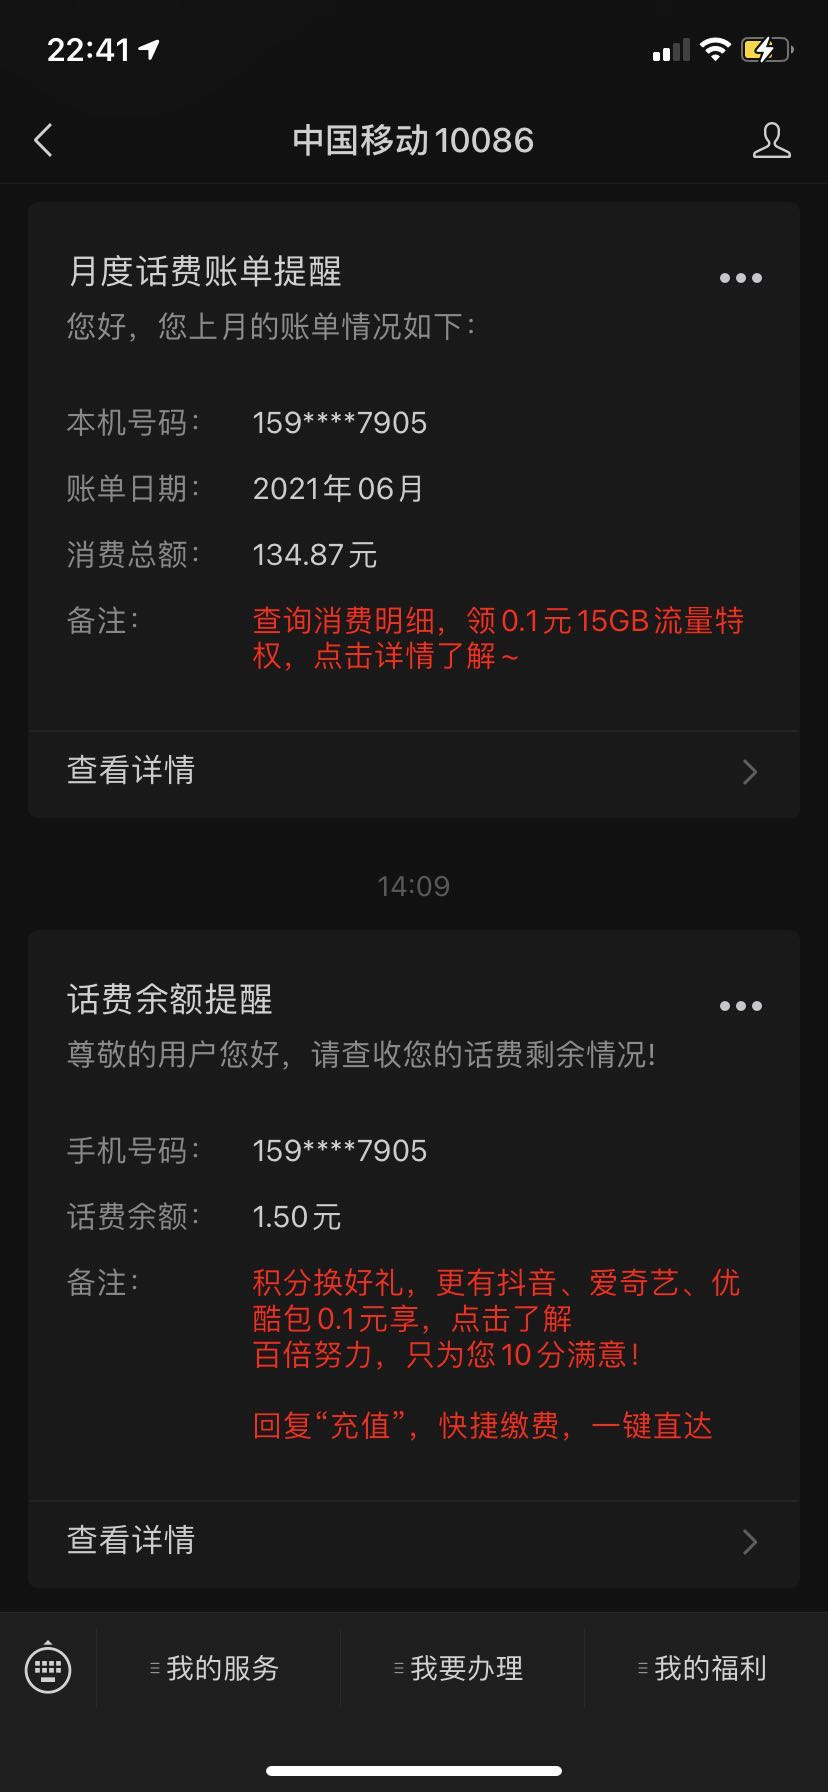 22:41
中国移动10086
月度话费账单提醒
您好，您上月的账单情况如下：
本机号码： 159****7905
账单日期： 2021年06月
消费总额： 134.87元
备注： 查询消费明细，领0.1元15GB流量特
权，点击详情了解~
查看详情
14:09
话费余额提醒
尊敬的用户您好，请查收您的话费剩余情况!
手机号码： 159****7905
话费余额： 1.50元
备注： 积分换好礼，更有抖音、爱奇艺、优
酷包0.1元享，点击了解
百倍努力，只为您10分满意！
回复“充值”，快捷缴费，一键直达
查看详情
我的服务 我要办理 我的福利